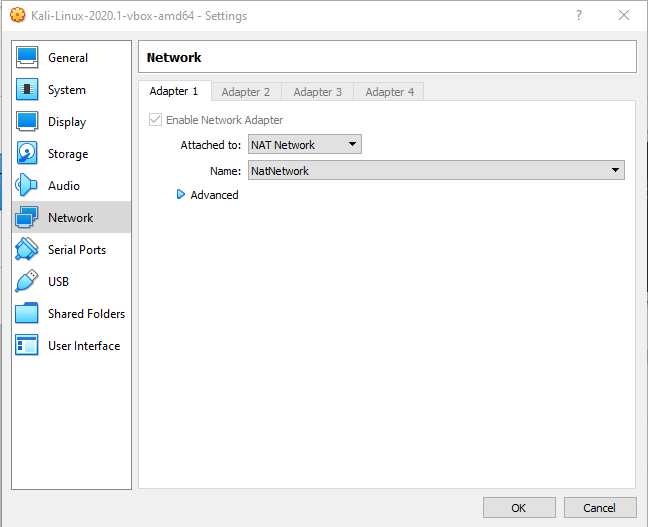 Kali-Linux-2020.1-vbox-amd64 - Settings
?
General
System
Display
Storage
Audio
Network
Serial Ports
USB
Shared Folders
User Interface
Network
Adapter 1 Adapter 2 Adapter 3 Adapter 4
Enable Network Adapter
Attached to: NAT Network
Name: NatNetwork
Advanced
OK Cancel